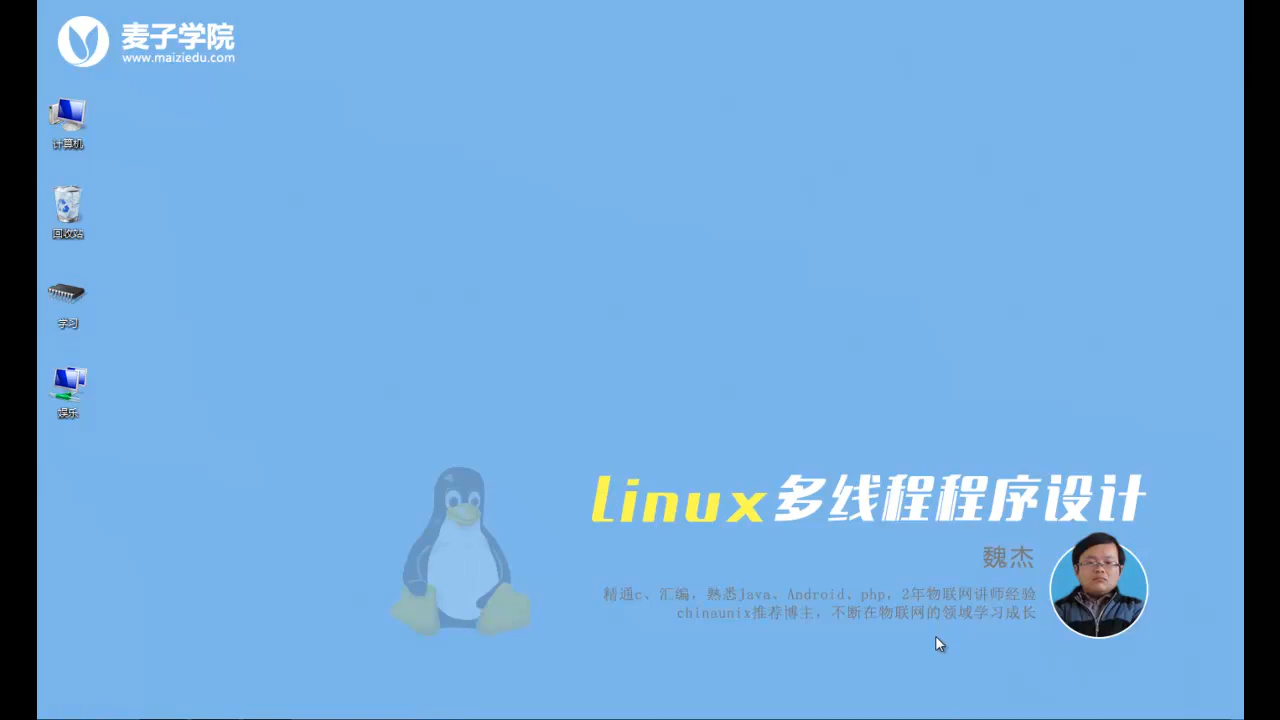 麦子学院
www.maiziedu.com
计算机
回收站
学习
娱乐
Linux多线程程序设计
魏杰
精通c、汇编，熟悉Java、Android、php，2年物联网讲师经验
chinaunix推荐博主，不断在物联网的领域学习成长